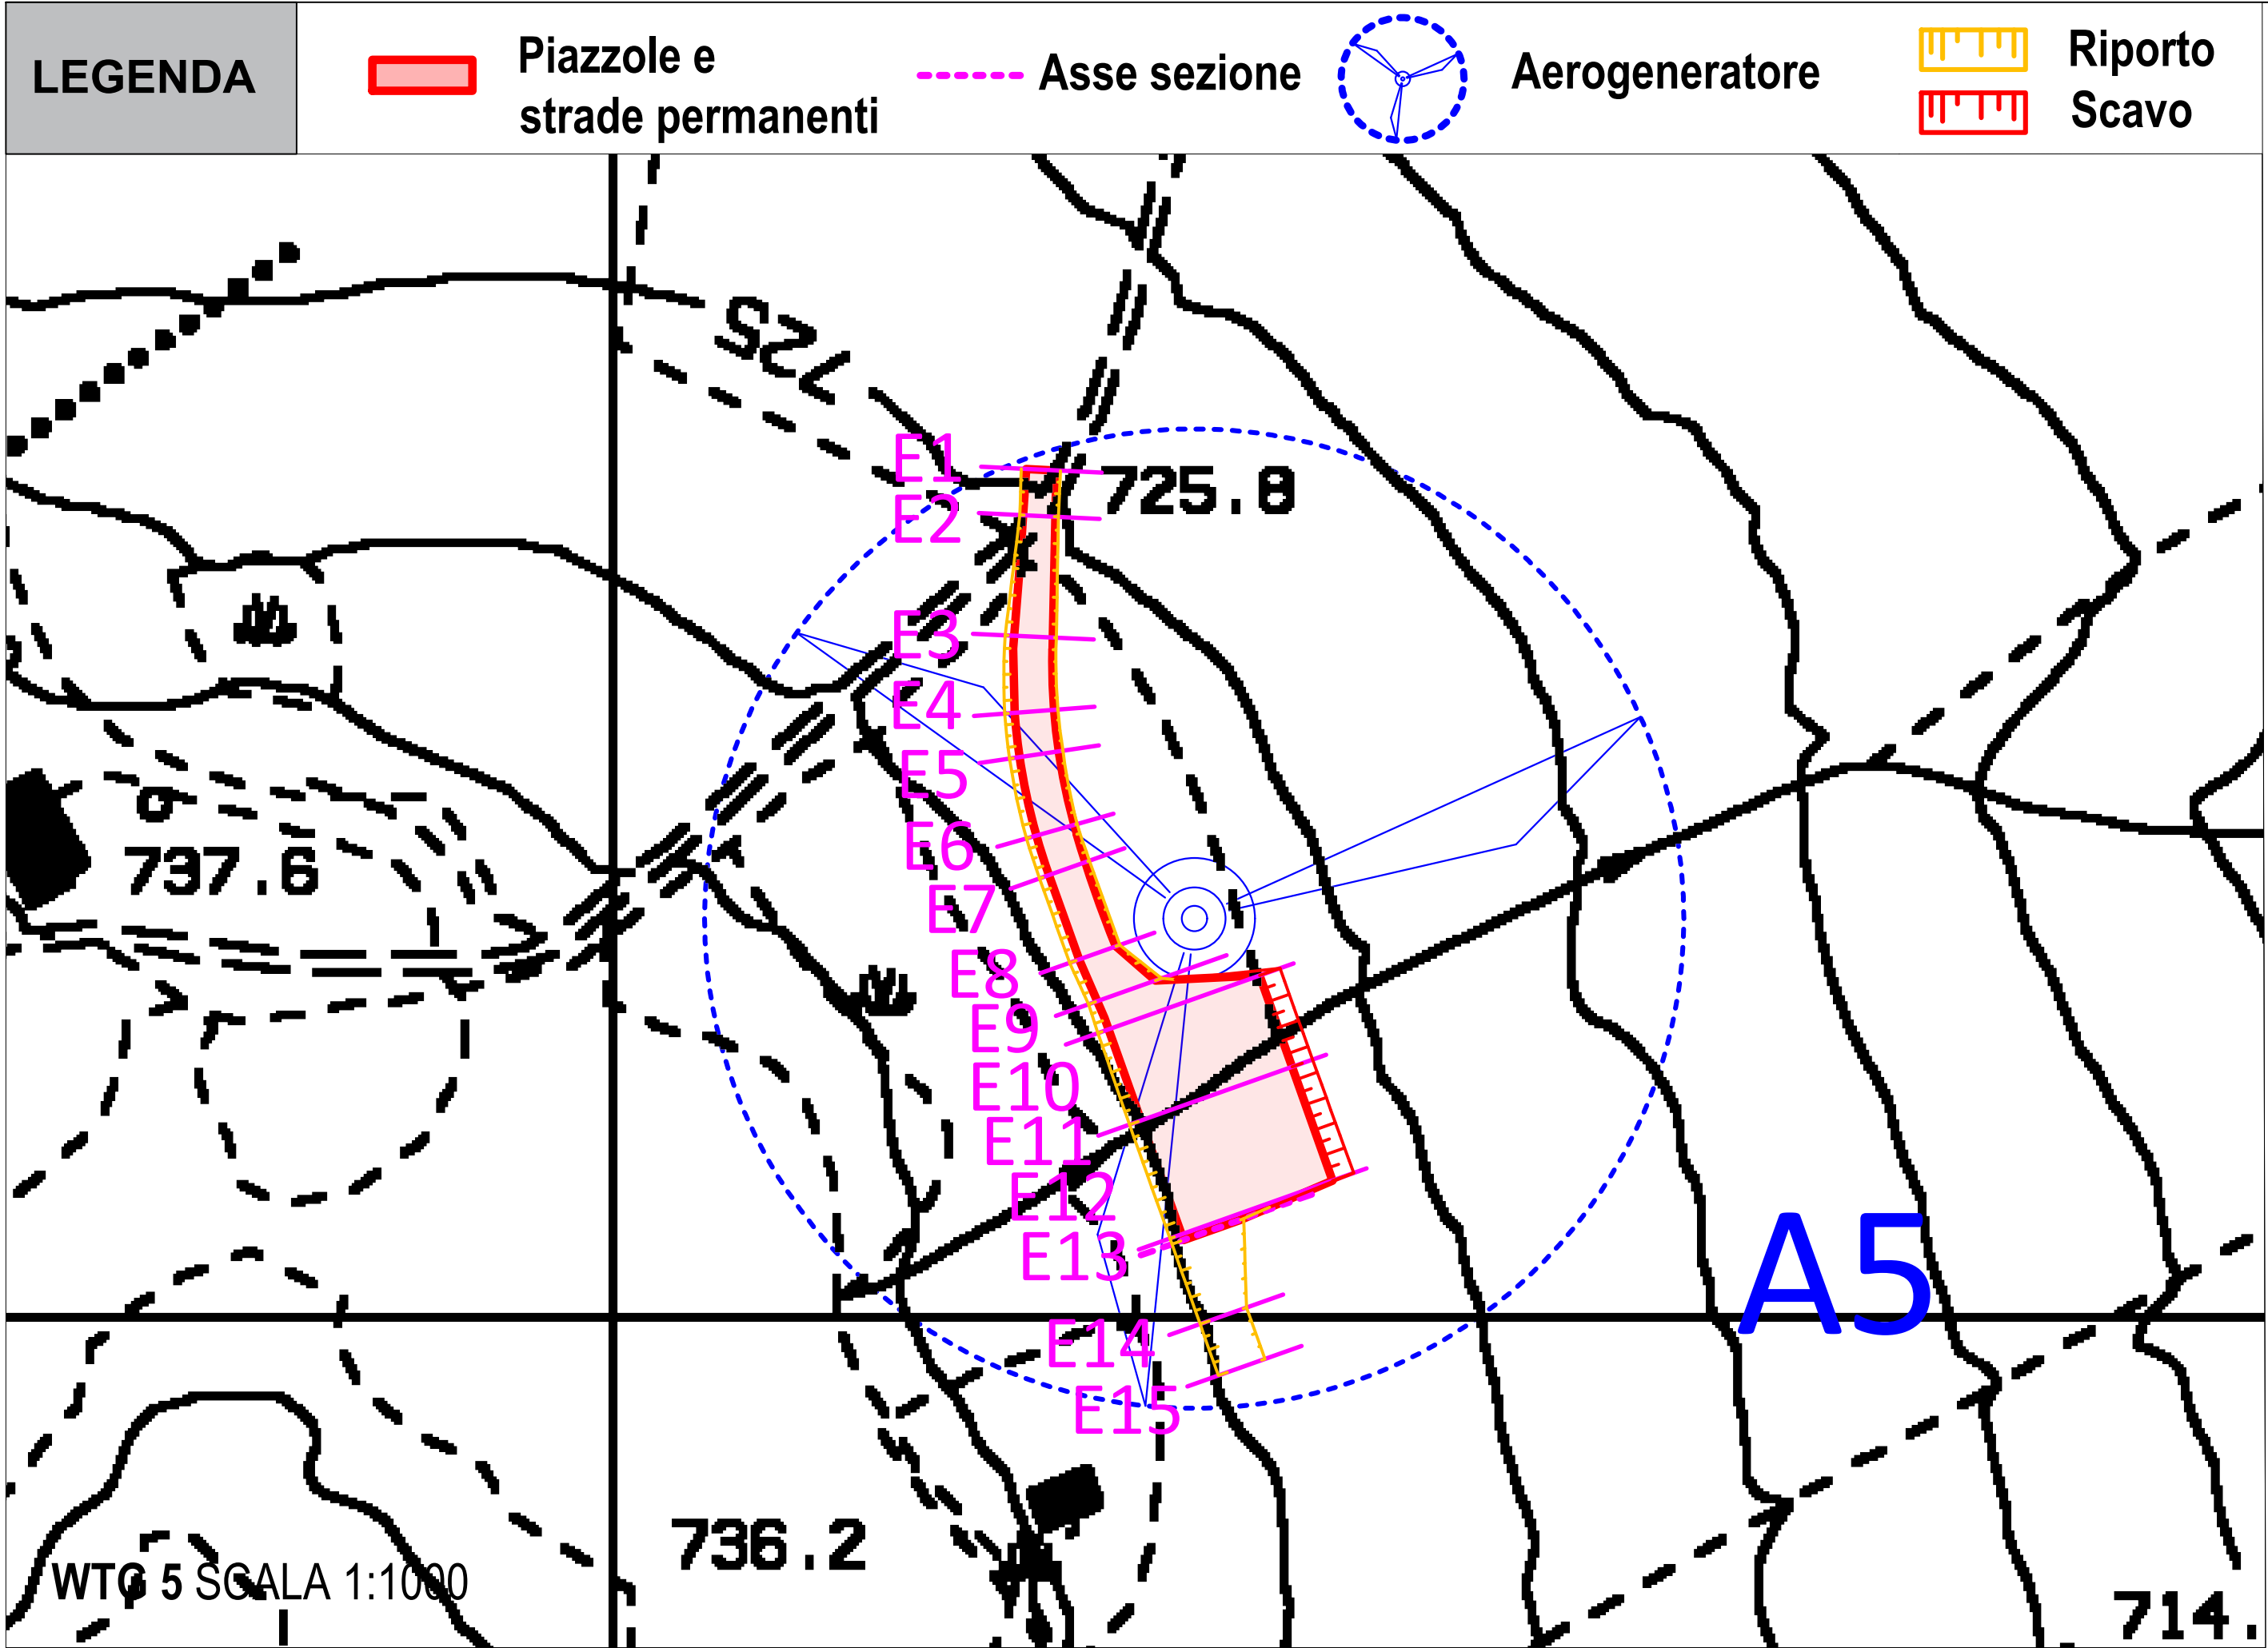 LEGENDA
Piazzole e
strade permanenti
Asse sezione
Aerogeneratore
Riporto
Scavo
725
E1
725.8
E2
E3
E4
E5
E6
737.6
E7
E8
E9
E10
E11
E12
E13
A5
E14
E15
736.2
WTG 5 SCALA 1:1000
714.